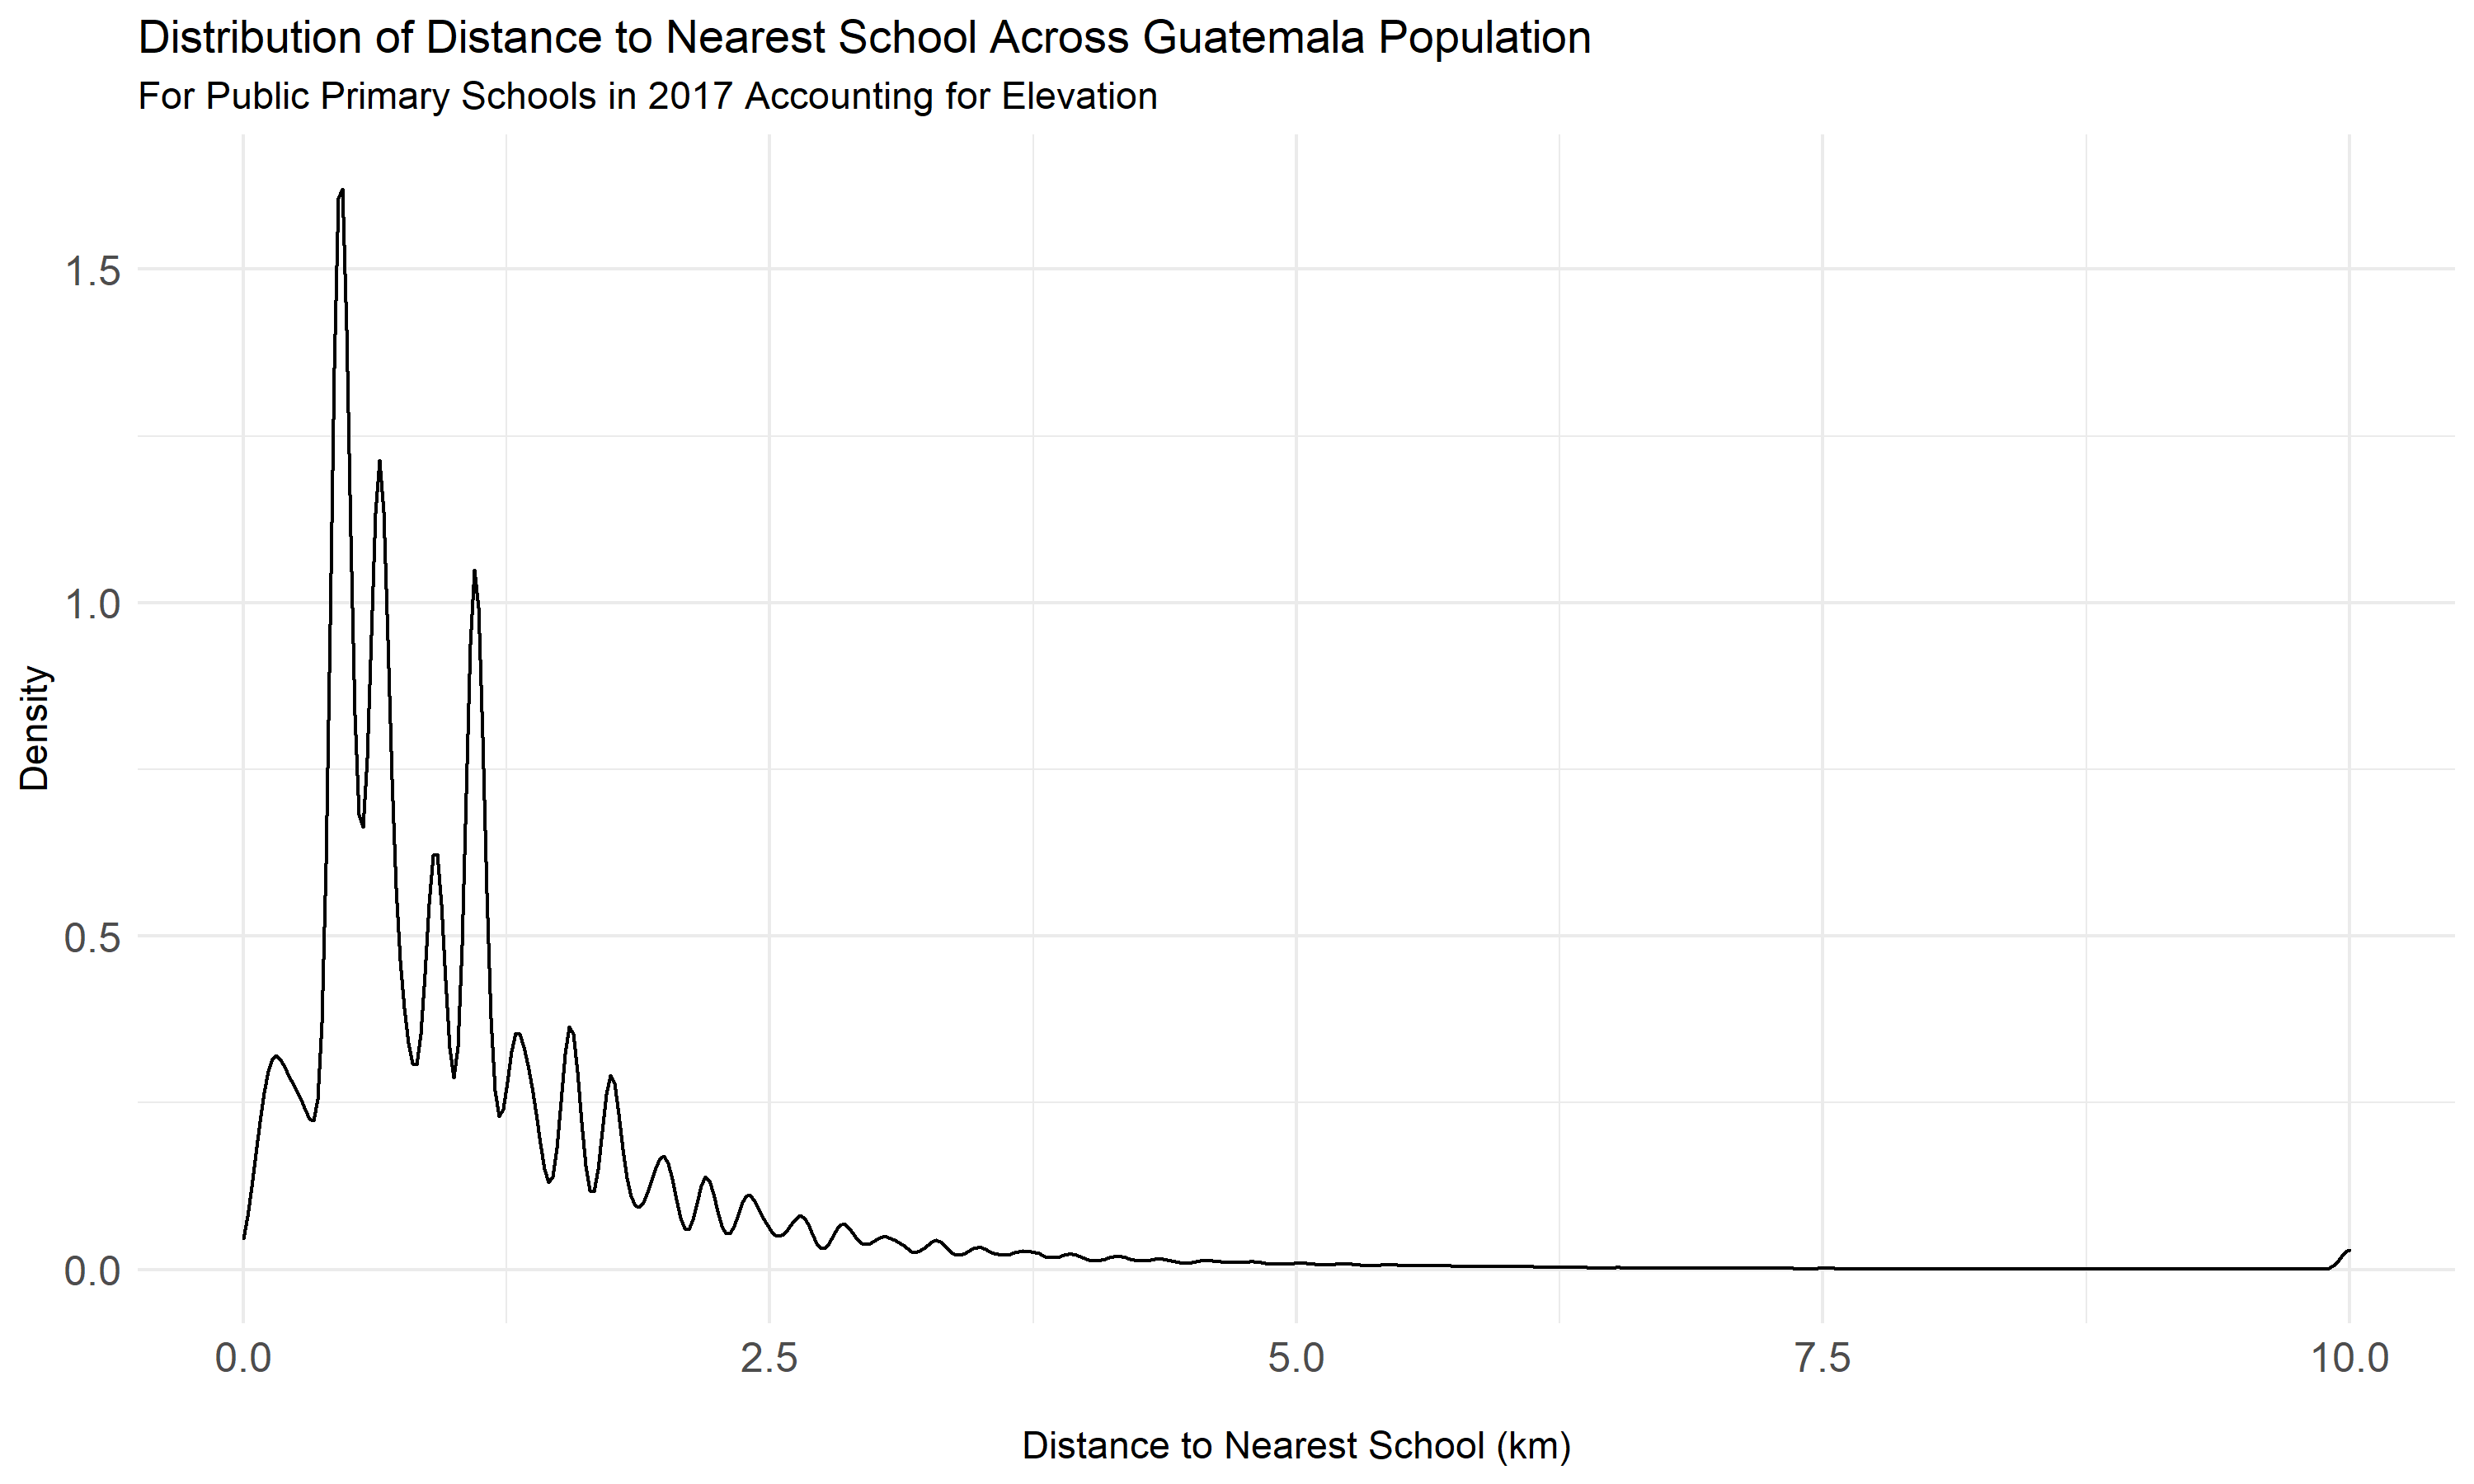 Distribution of Distance to Nearest School Across Guatemala Population
For Public Primary Schools in 2017 Accounting for Elevation
1.5
1.0
0.5
0.0
Density
0.0 2.5 5.0 7.5 10.0
Distance to Nearest School (km)